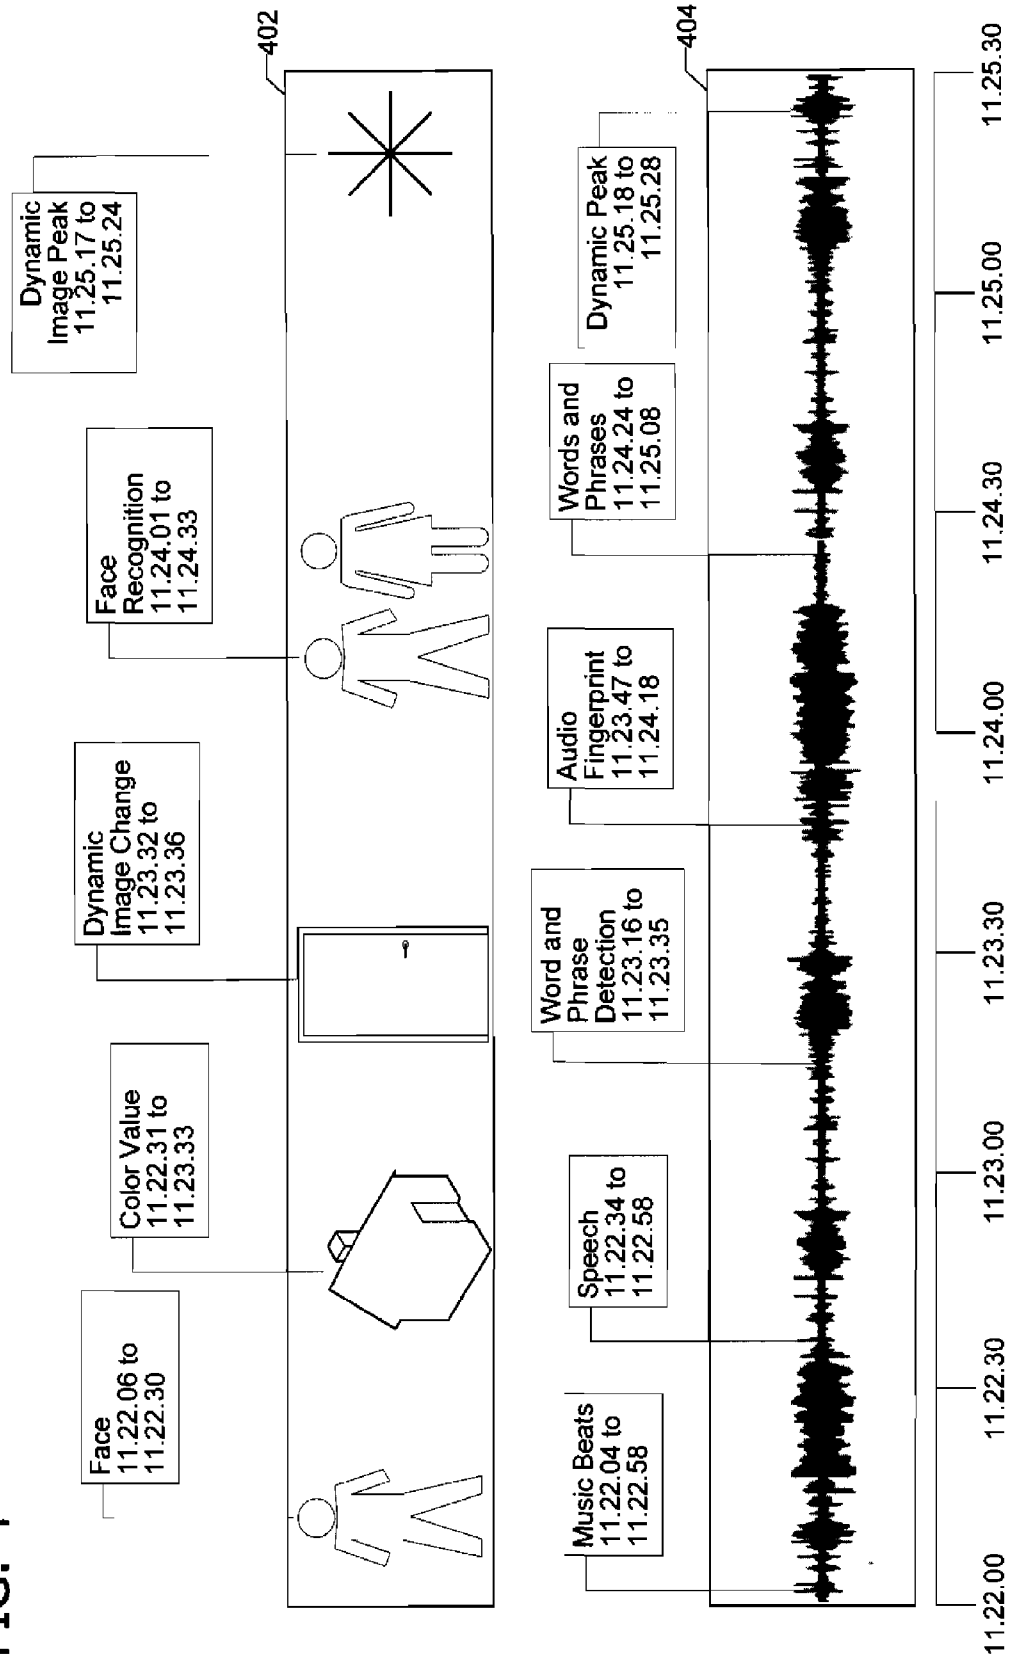 FIG.
Face
11.22.06 to
11.22.30
Color Value
11.22.31 to
11.23.33
Dynamic
Image Change
11.23.32 to
11.23.36
Face
Recognition
11.24.01 to
11.24.33
Dynamic
Image Peak
11.25.17 to
11.25.24
402
Music Beats
11.22.04 to
11.22.58
Speech
11.22.34 to
11.22.58
Word and
Phrase
Detection
11.23.16 to
11.23.35
Audio
Fingerprint
11.23.47 to
11.24.18
Words and
Phrases
11.24.24 to
11.25.08
Dynamic Peak
11.25.18 to
11.25.28
404
11.22.00
11.22.30
11.23.00
11.23.30
11.24.00
11.24.30
11.25.00
11.25.30